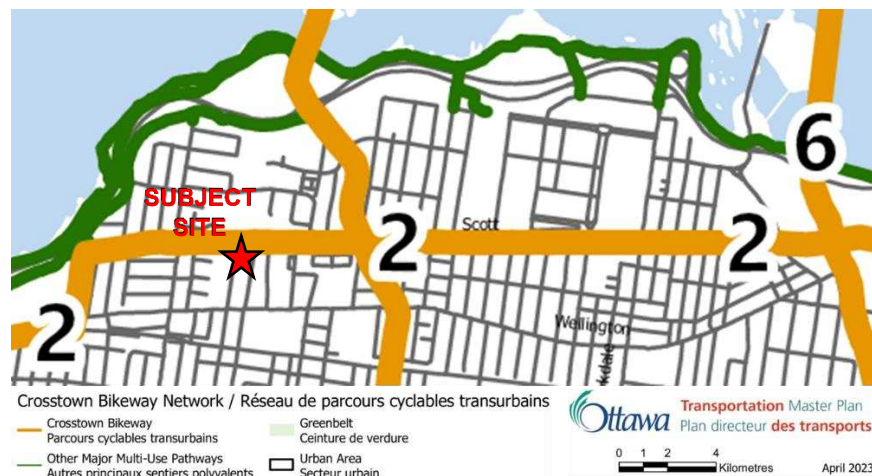 6
SUBJECT
SITE
Scott
2
2
2
Wellington
rkdale
Crosstown Bikeway Network / Réseau de parcours cyclables transurbains
Crosstown Bikeway
Parcours cyclables transurbains
Other Major Multi-Use Pathways
Autres principaux sentiers polyvalents
Greenbelt
Ceinture de verdure
Urban Area
Secteur urbain
Ottawa
Transportation Master Plan
Plan directeur des transports
0 1 2 4
Kilometres
April 2023